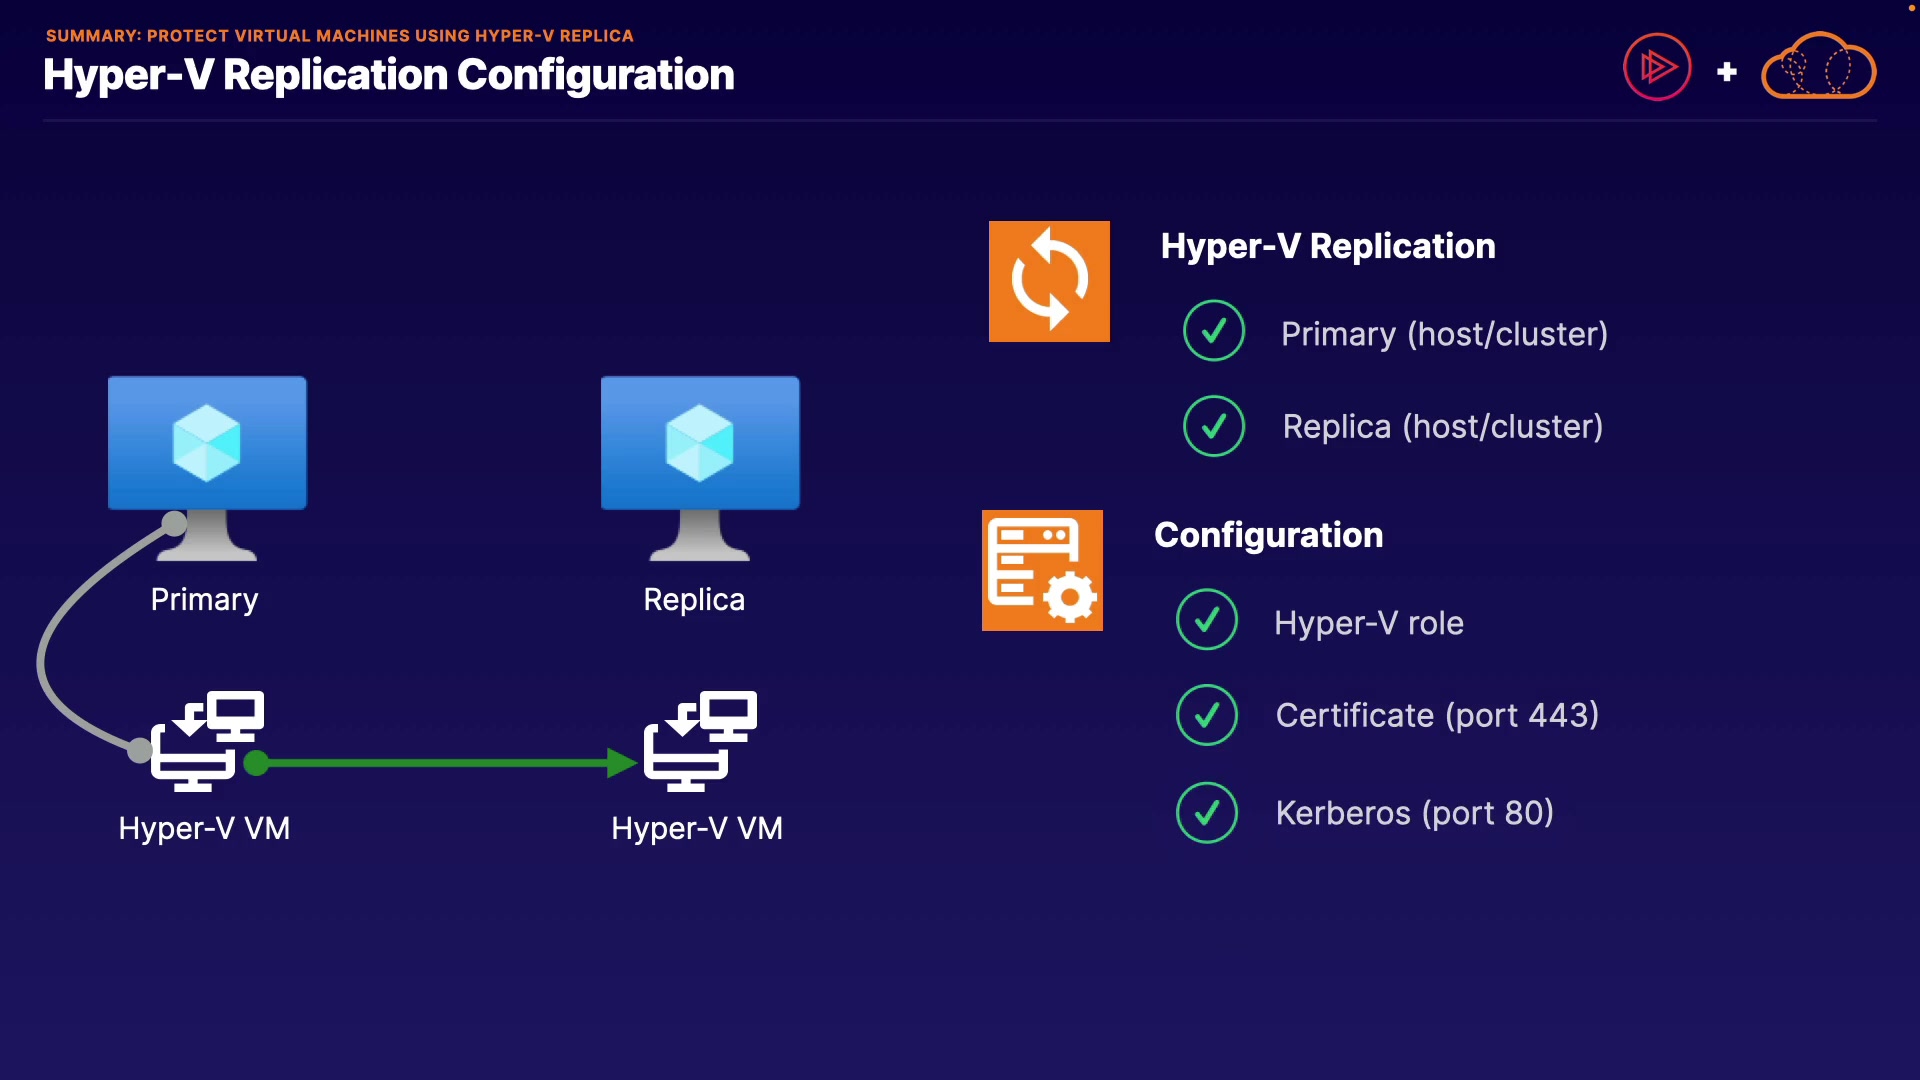 SUMMARY: PROTECT VIRTUAL MACHINES USING HYPER-V REPLICA
Hyper-V Replication Configuration
Primary
Replica
Hyper-V VM
Hyper-V VM
Hyper-V Replication
Primary (host/cluster)
Replica (host/cluster)
Configuration
Hyper-V role
Certificate (port 443)
Kerberos (port 80)